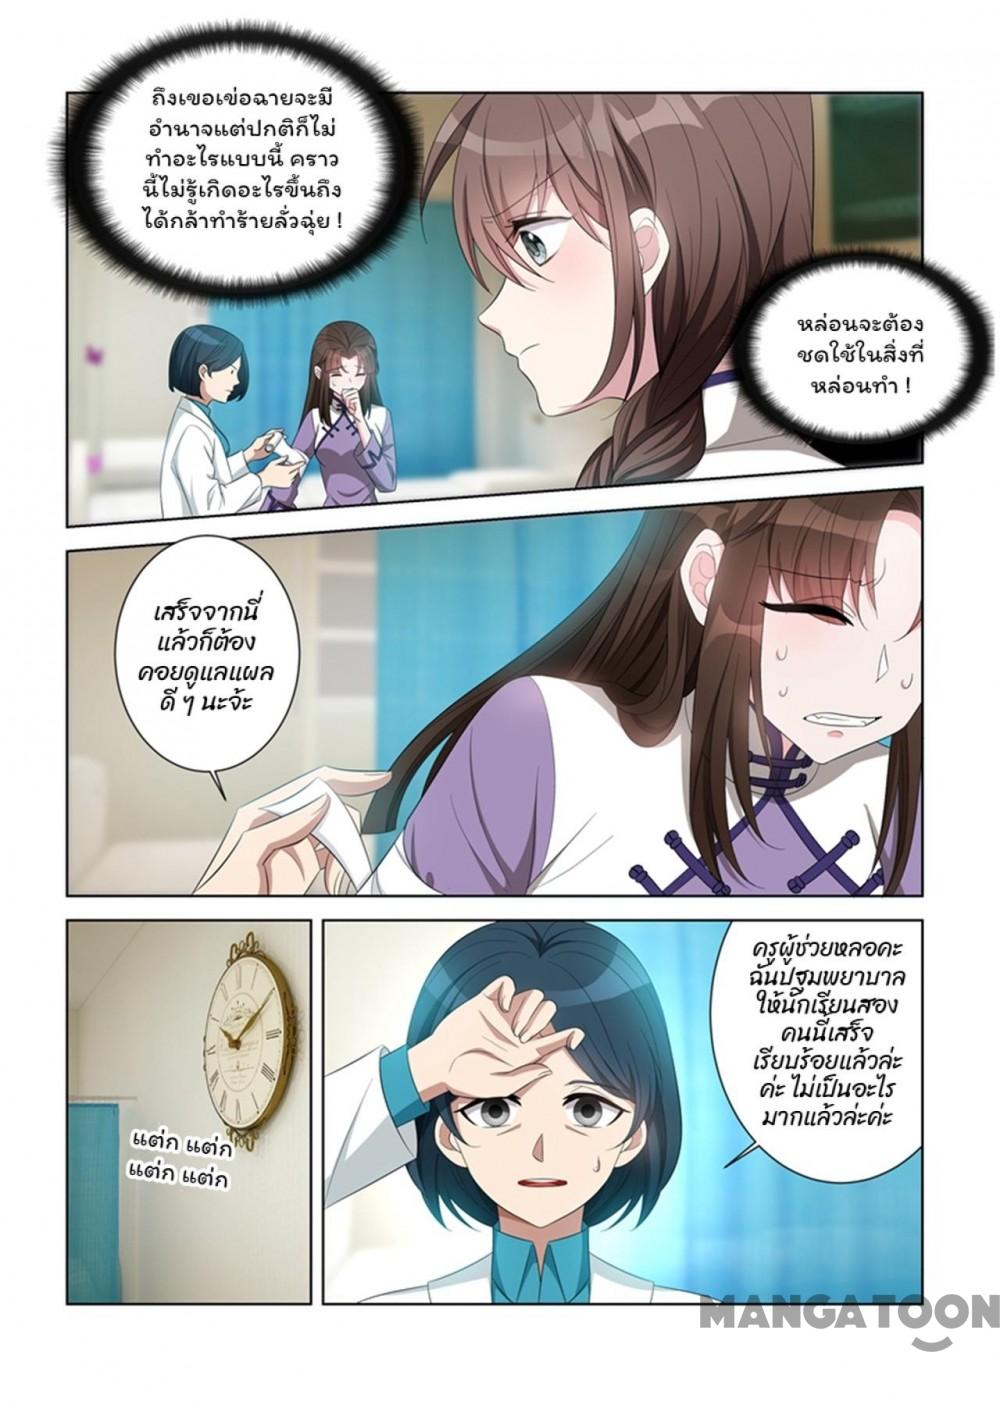 ถึงเขอเข่อฉายจะมี
อำนาจแต่ปกติก็ไม่
ทำอะไรแบบนี้ คราว
นี้ไม่รู้เกิดอะไรขึ้นถึง
ได้กล้าทำร้ายลั่วฉุ่ย !
หล่อนจะต้อง
ชดใช้ในสิ่งที่
หล่อนทำ !
เสร็จจากนี่
แล้วก็ต้อง
คอยดูแลแผล
ดี ๆ นะจ้ะ
แต่ก แต่ก
แต่ก แต่ก
ครูผู้ช่วยหลอคะ
ฉันปฐมพยาบาล
ให้นักเรียนสอง
คนนี้เสร็จ
เรียบร้อยแล้วล่ะ
ค่ะ ไม่เป็นอะไร
มากแล้วล่ะค่ะ
MANGATOON